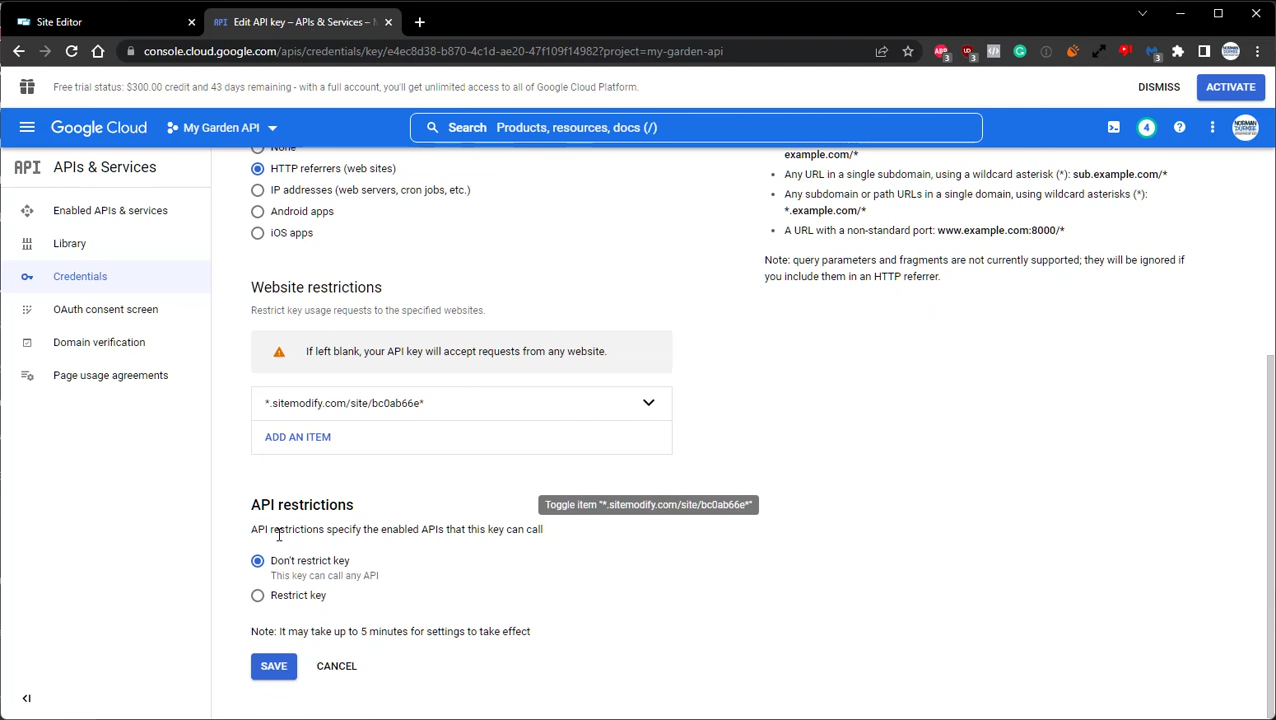 Site Editor
API Edit API key – APIs & Services –
console.cloud.google.com/apis/credentials/key/e4ec8d38-b870-4c1d-ae20-47f109f14982?project=my-garden-api
Free trial status: $300.00 credit and 43 days remaining - with a full account, you'll get unlimited access to all of Google Cloud Platform.
DISMISS
ACTIVATE
Google Cloud
My Garden API
Search Products, resources, docs (/)
4
API APIs & Services
Enabled APIs & services
Library
Credentials
OAuth consent screen
Domain verification
Page usage agreements
None
HTTP referrers (web sites)
IP addresses (web servers, cron jobs, etc.)
Android apps
iOS apps
Website restrictions
Restrict key usage requests to the specified websites.
If left blank, your API key will accept requests from any website.
*.sitemodify.com/site/bc0ab66e*
ADD AN ITEM
API restrictions
Toggle item "*.sitemodify.com/site/bc0ab66e*"
API restrictions specify the enabled APIs that this key can call
Don't restrict key
This key can call any API
Restrict key
Note: It may take up to 5 minutes for settings to take effect
SAVE
CANCEL
example.com/*
Any URL in a single subdomain, using a wildcard asterisk (*): sub.example.com/*
Any subdomain or path URLs in a single domain, using wildcard asterisks (*):
*.example.com/*
A URL with a non-standard port: www.example.com:8000/*
Note: query parameters and fragments are not currently supported; they will be ignored if
you include them in an HTTP referrer.